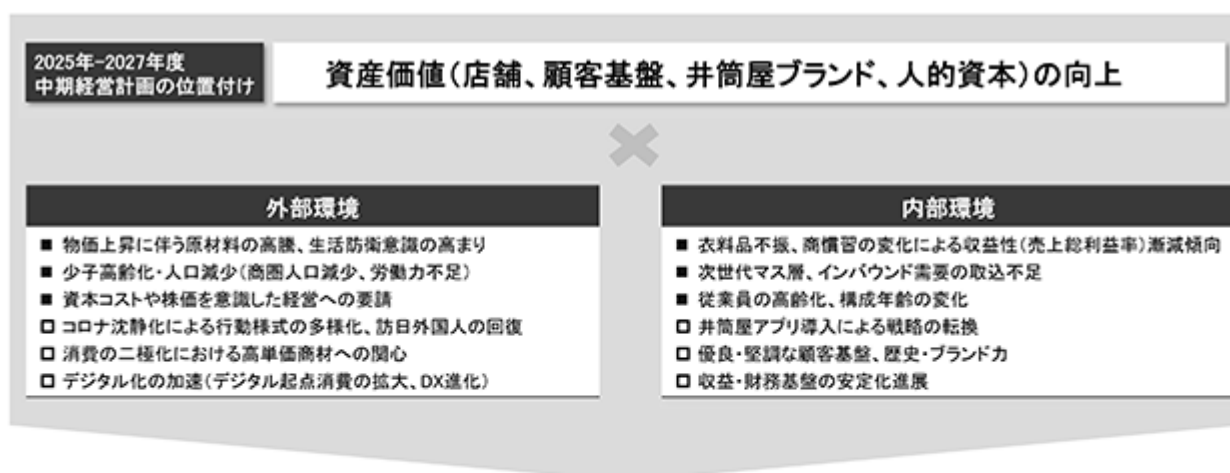 2025年-2027年度
中期経営計画の位置付け
資産価値(店舗、顧客基盤、井筒屋ブランド、人的資本)の向上
外部環境
■ 物価上昇に伴う原材料の高騰、生活防衛意識の高まり
■ 少子高齢化・人口減少(商圏人口減少、労働力不足)
■ 資本コストや株価を意識した経営への要請
□ コロナ沈静化による行動様式の多様化、訪日外国人の回復
□ 消費の二極化における高単価商材への関心
□ デジタル化の加速(デジタル起点消費の拡大、DX進化)
内部環境
■ 衣料品不振、商慣習の変化による収益性(売上総利益率)漸減傾向
■ 次世代マス層、インバウンド需要の取込不足
■ 従業員の高齢化、構成年齢の変化
□ 井筒屋アプリ導入による戦略の転換
□ 優良・堅調な顧客基盤、歴史・ブランド力
□ 収益・財務基盤の安定化進展